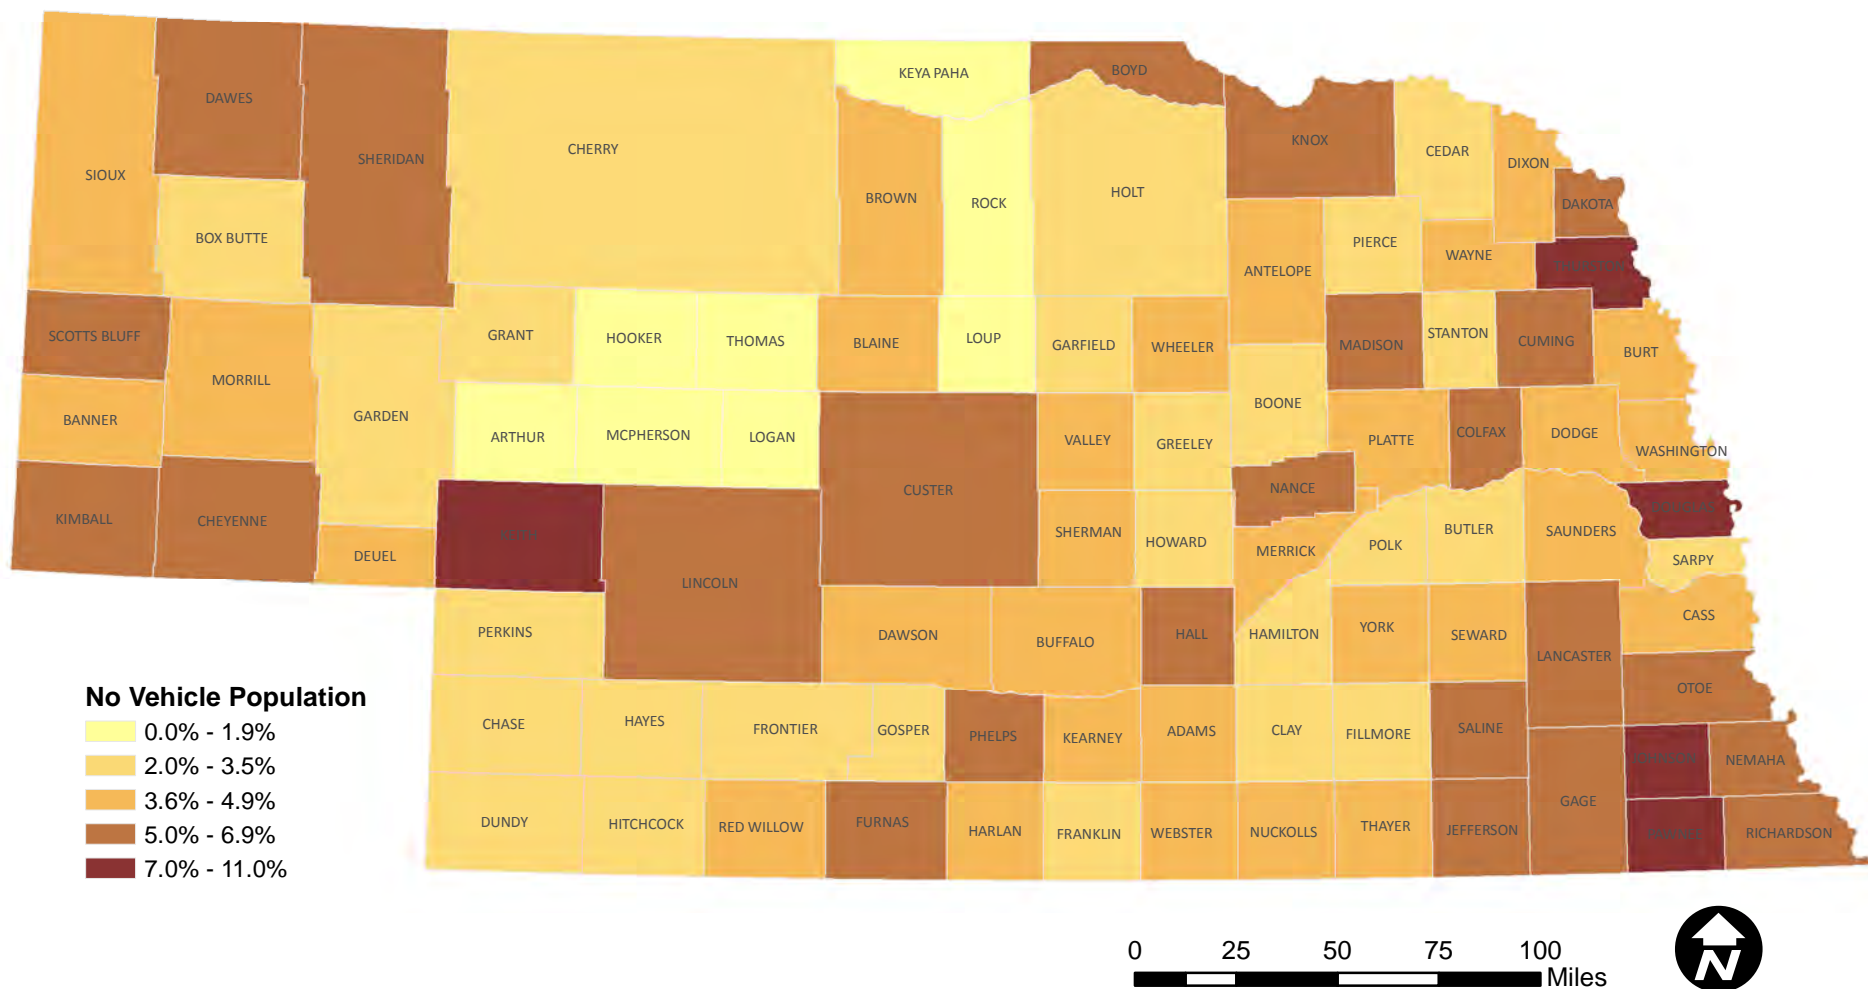 KEYA PAHA
BOYD
DAWES
KNOX
CEDAR
SHERIDAN
CHERRY
DIXON
SIOUX
BROWN
ROCK
HOLT
DAKOTA
BOX BUTTE
PIERCE
WAYNE
ANTELOPE
THURSTON
SCOTTS BLUFF
GRANT
HOOKER
THOMAS
BLAINE
LOUP
GARFIELD
WHEELER
MADISON
STANTON
CUMING
BURT
MORRILL
BANNER
GARDEN
ARTHUR
MCPHERSON
LOGAN
VALLEY
GREELEY
BOONE
PLATTE
COLFAX
DODGE
WASHINGTON
KIMBALL
CHEYENNE
CUSTER
NANCE
DOUGLAS
DEUEL
KEITH
LINCOLN
SHERMAN
HOWARD
MERRICK
POLK
BUTLER
SAUNDERS
SARPY
PERKINS
DAWSON
BUFFALO
HALL
HAMILTON
YORK
SEWARD
LANCASTER
CASS
OTOE
CHASE
HAYES
FRONTIER
GOSPER
PHELPS
KEARNEY
ADAMS
CLAY
FILLMORE
SALINE
JOHNSON
NEMAHA
DUNDY
HITCHCOCK
RED WILLOW
FURNAS
HARLAN
FRANKLIN
WEBSTER
NUCKOLLS
THAYER
JEFFERSON
GAGE
PAWNEE
RICHARDSON
No Vehicle Population
0.0% - 1.9%
2.0% - 3.5%
3.6% - 4.9%
5.0% - 6.9%
7.0% - 11.0%
0 25 50 75 100
Miles
N